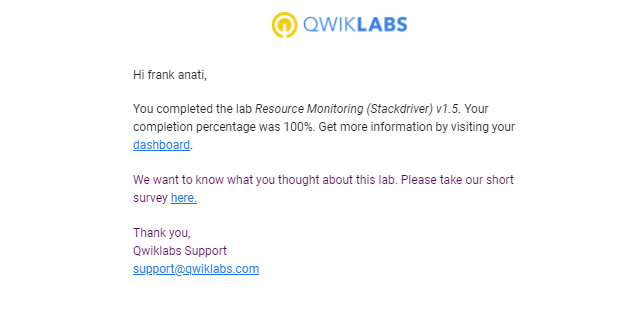 QWIKLABS
Hi frank anati,
You completed the lab Resource Monitoring (Stackdriver) v1.5. Your
completion percentage was 100%. Get more information by visiting your
dashboard.
We want to know what you thought about this lab. Please take our short
survey here.
Thank you,
Qwiklabs Support
support@qwiklabs.com